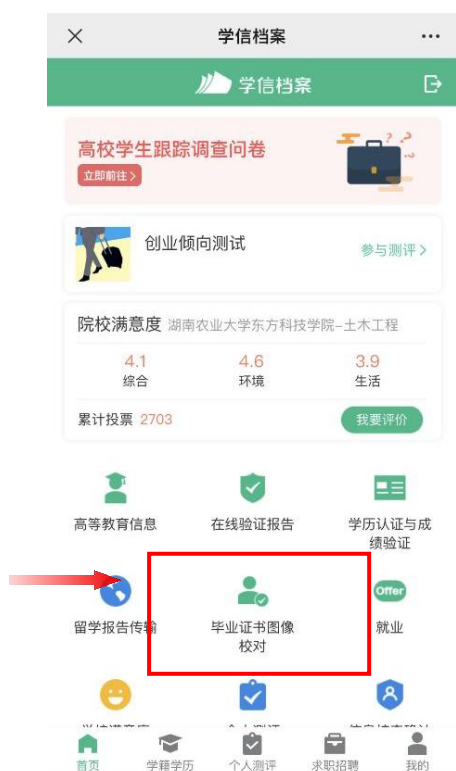 学信档案
学信档案
高校学生跟踪调查问卷
立即前往>
创业倾向测试
参与测评>
院校满意度 湖南农业大学东方科技学院-土木工程
4.1 4.6 3.9
综合 环境 生活
累计投票 2703 我要评价
高等教育信息 在线验证报告 学历认证与成
绩验证
Offer
留学报告传输 毕业证书图像 就业
校对
首页 学籍学历 个人测评 求职招聘 我的